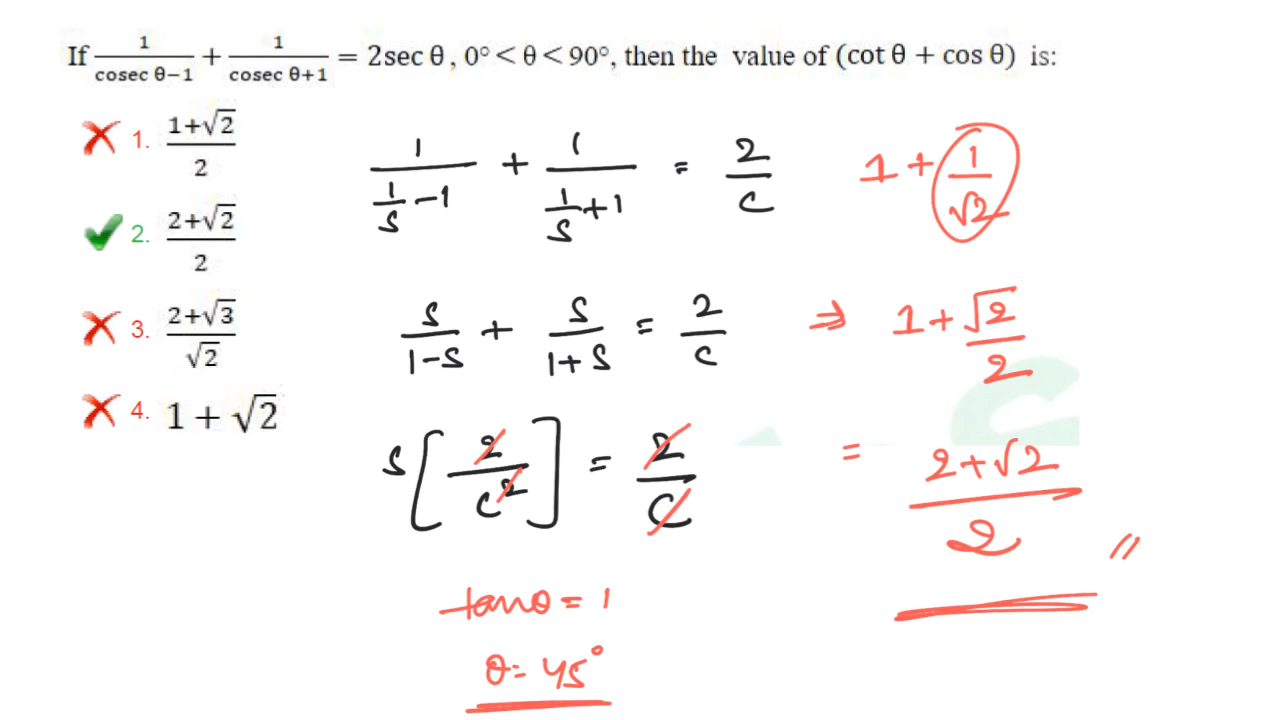 If 1/(cosec θ−1) + 1/(cosec θ+1) = 2sec θ , 0° < θ < 90°, then the value of (cot θ + cos θ) is:
1. (1+√2)/2
2. (2+√2)/2
3. (2+√3)/√2
4. 1 + √2
1/(1/s −1) + 1/(1/s +1) = 2/c
s/(1−s) + s/(1+s) = 2/c
s[2/c²] = 2/c
tanθ = 1
θ = 45°
1 + 1/√2
⇒ 1 + √2/2
= (2+√2)/2 //